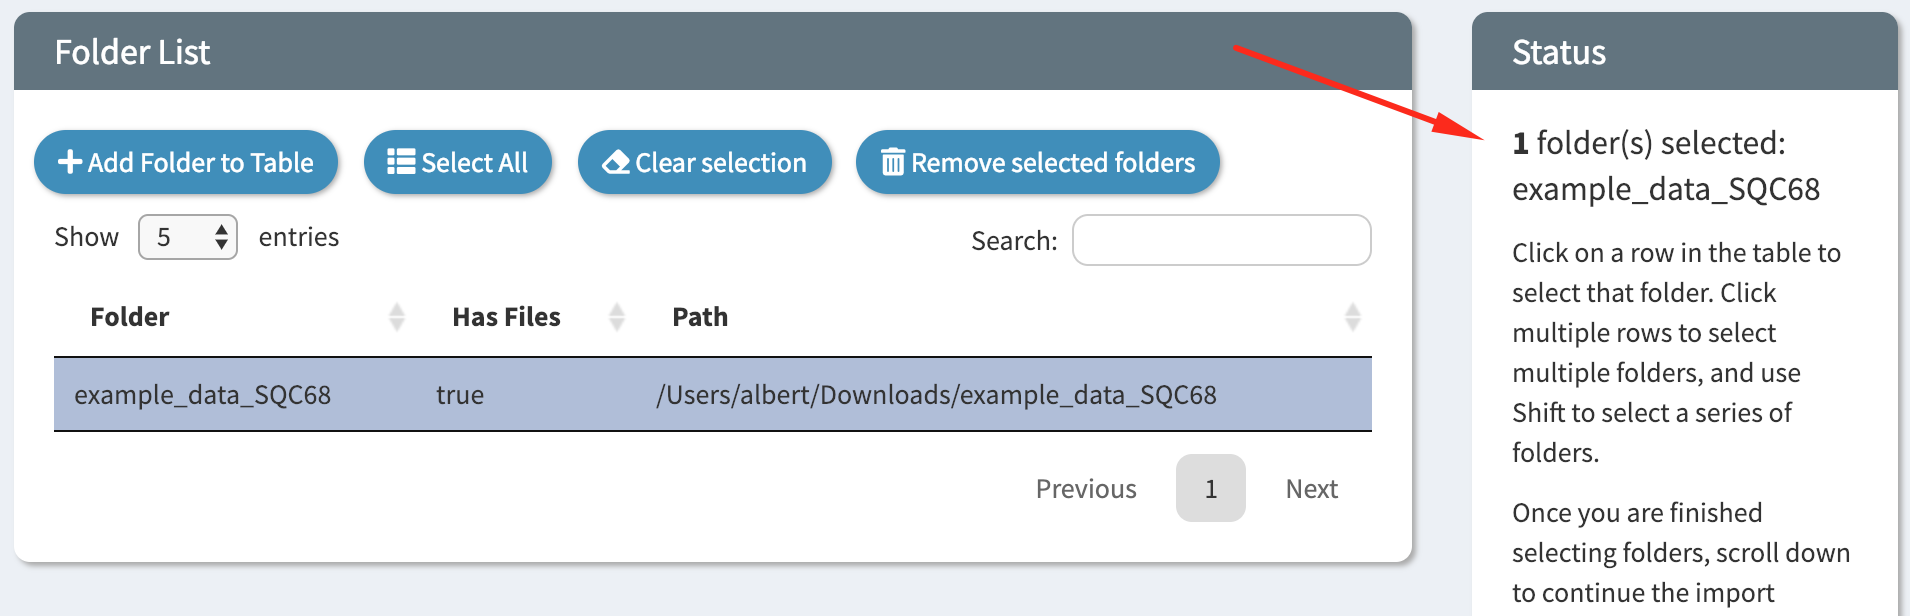 Folder List
Add Folder to Table
Select All
Clear selection
Remove selected folders
Show 5 entries
Search:
Folder Has Files Path
example_data_SQC68 true /Users/albert/Downloads/example_data_SQC68
Previous 1 Next
Status
1 folder(s) selected:
example_data_SQC68
Click on a row in the table to
select that folder. Click
multiple rows to select
multiple folders, and use
Shift to select a series of
folders.
Once you are finished
selecting folders, scroll down
to continue the import